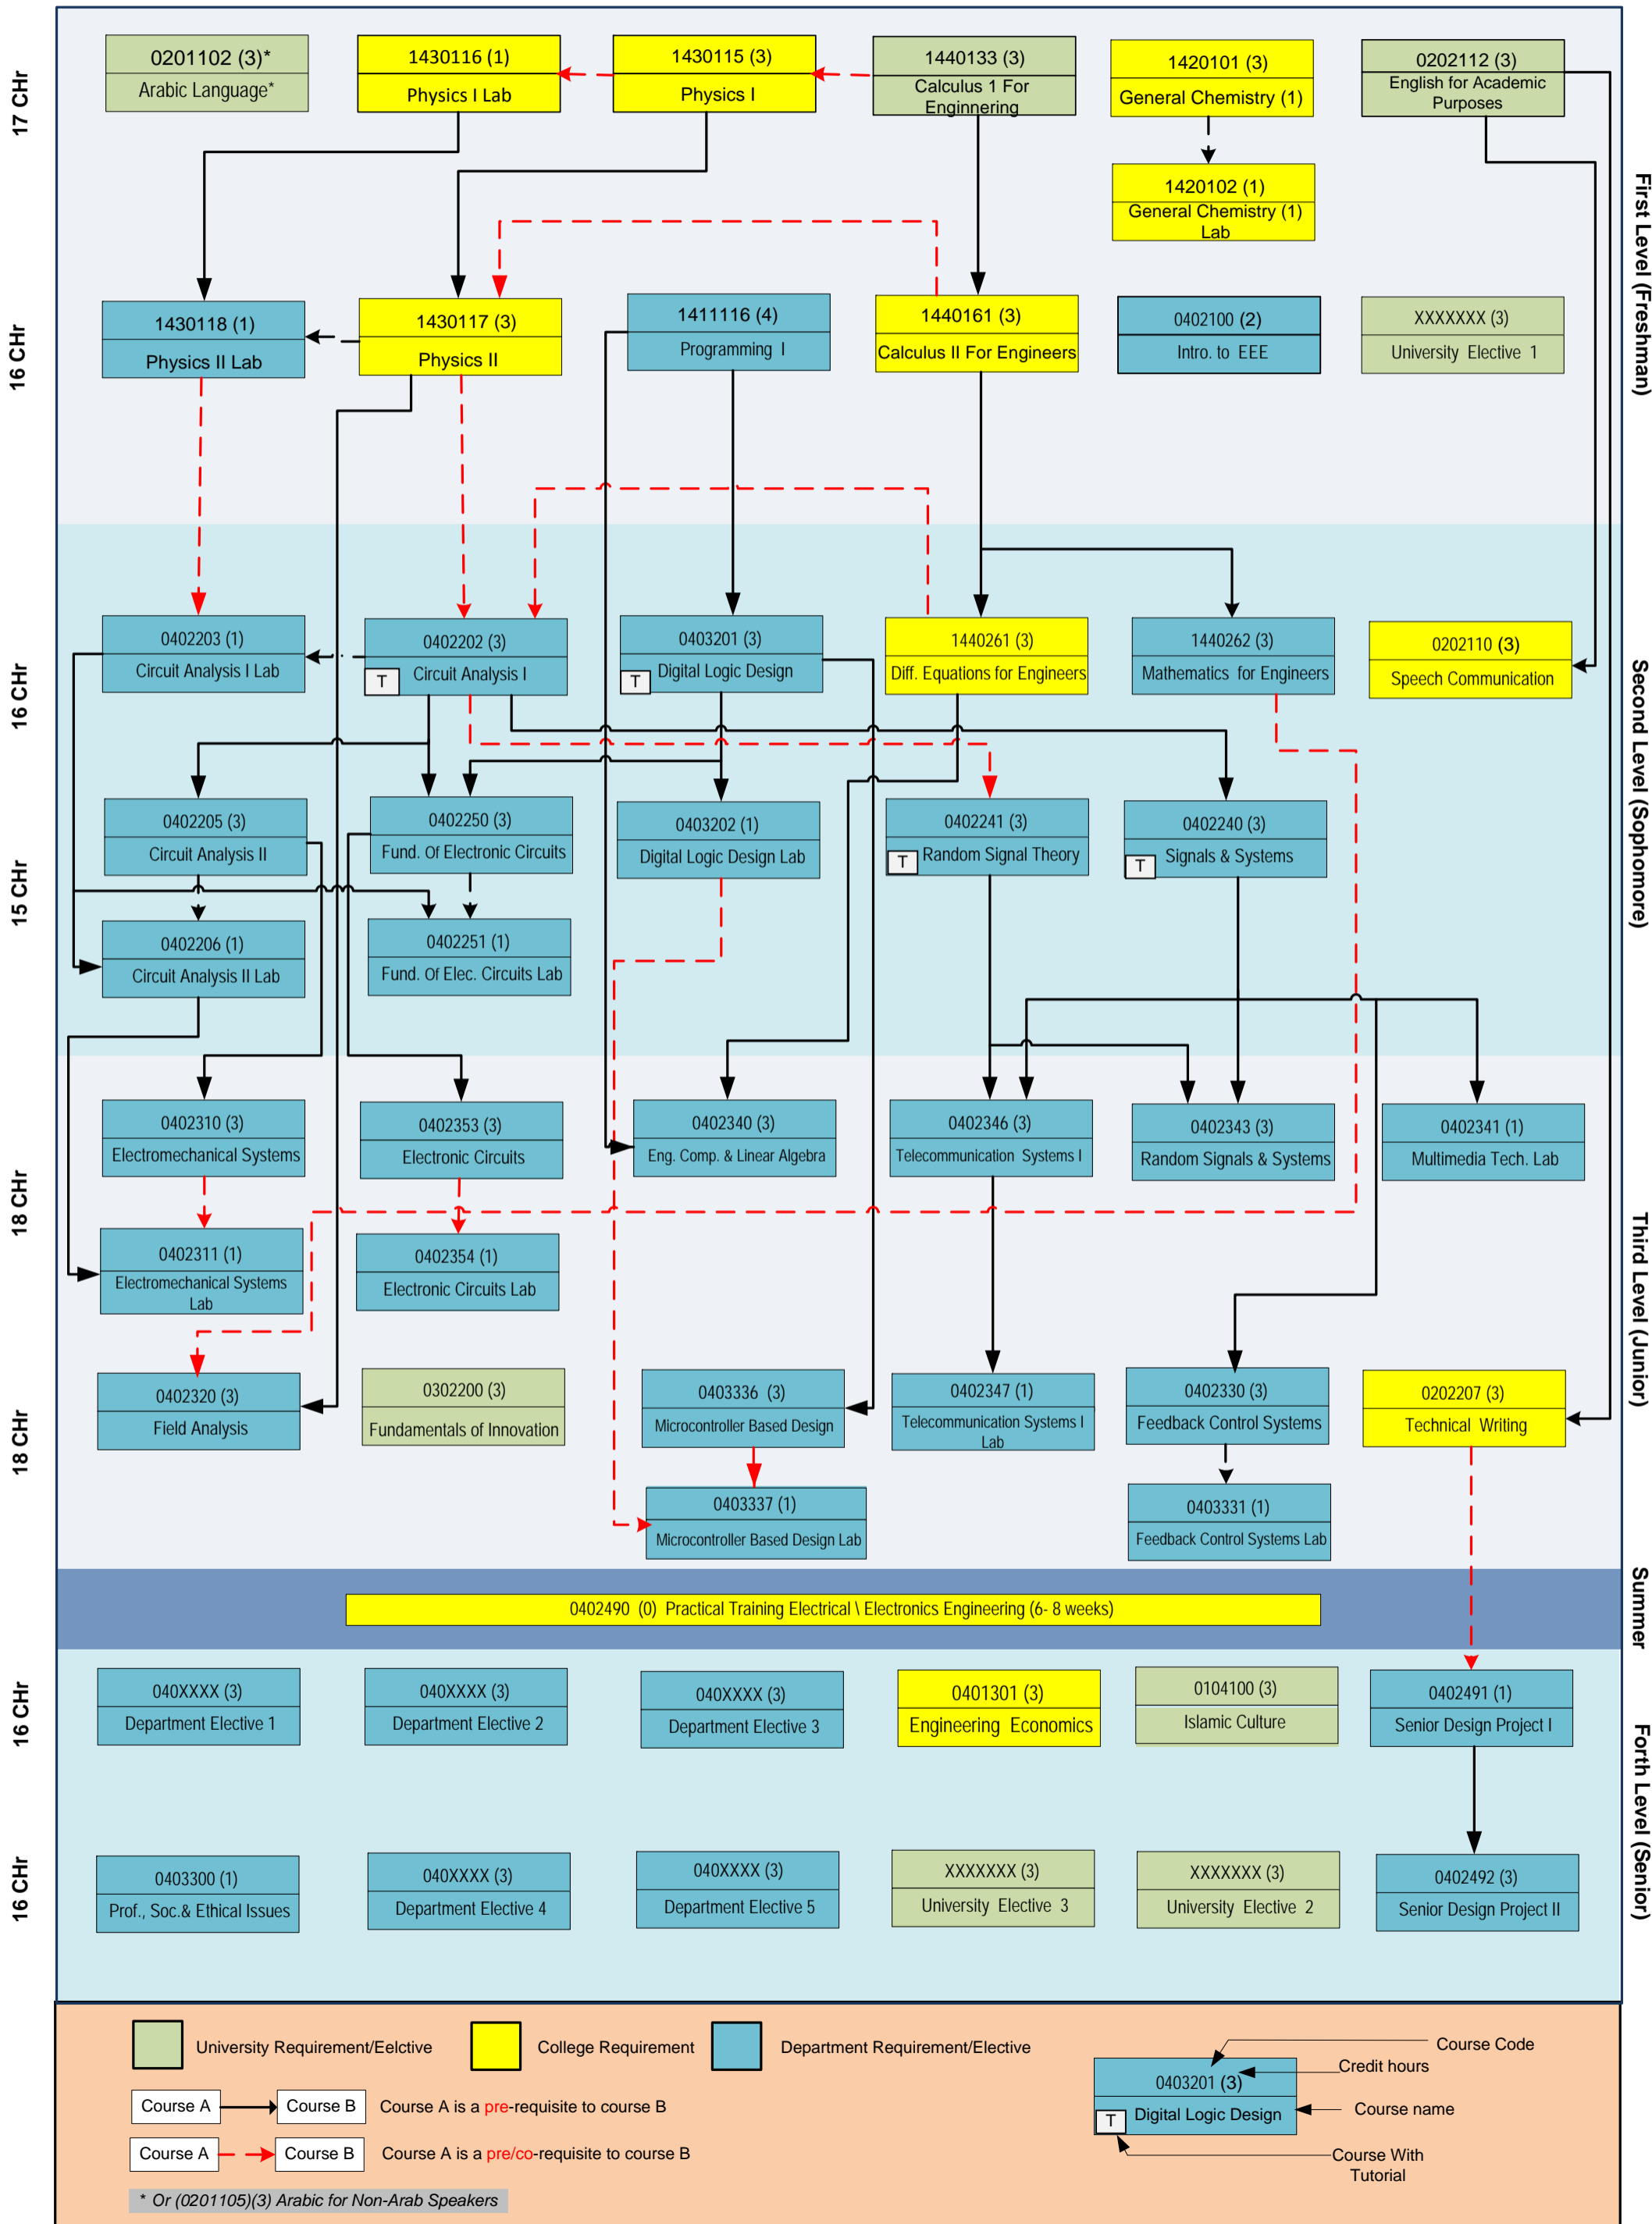 17 CHr
0201102 (3)*
Arabic Language*
1430116 (1)
Physics I Lab
1430115 (3)
Physics I
1440133 (3)
Calculus 1 For
Enginnering
1420101 (3)
General Chemistry (1)
0202112 (3)
English for Academic
Purposes
1420102 (1)
General Chemistry (1)
Lab
First Level (Freshman)
16 CHr
1430118 (1)
Physics II Lab
1430117 (3)
Physics II
1411116 (4)
Programming I
1440161 (3)
Calculus II For Engineers
0402100 (2)
Intro. to EEE
XXXXXXX (3)
University Elective 1
16 CHr
0402203 (1)
Circuit Analysis I Lab
0402202 (3)
T
Circuit Analysis I
0403201 (3)
T
Digital Logic Design
1440261 (3)
Diff. Equations for Engineers
1440262 (3)
Mathematics for Engineers
0202110 (3)
Speech Communication
Second Level (Sophomore)
15 CHr
0402205 (3)
Circuit Analysis II
0402250 (3)
Fund. Of Electronic Circuits
0403202 (1)
Digital Logic Design Lab
0402241 (3)
T
Random Signal Theory
0402240 (3)
T
Signals & Systems
0402206 (1)
Circuit Analysis II Lab
0402251 (1)
Fund. Of Elec. Circuits Lab
18 CHr
0402310 (3)
Electromechanical Systems
0402353 (3)
Electronic Circuits
0402340 (3)
Eng. Comp. & Linear Algebra
0402346 (3)
Telecommunication Systems I
0402343 (3)
Random Signals & Systems
0402341 (1)
Multimedia Tech. Lab
0402311 (1)
Electromechanical Systems
Lab
0402354 (1)
Electronic Circuits Lab
Third Level (Junior)
18 CHr
0402320 (3)
Field Analysis
0302200 (3)
Fundamentals of Innovation
0403336 (3)
Microcontroller Based Design
0402347 (1)
Telecommunication Systems I
Lab
0402330 (3)
Feedback Control Systems
0202207 (3)
Technical Writing
0403337 (1)
Microcontroller Based Design Lab
0403331 (1)
Feedback Control Systems Lab
Summer
0402490 (0) Practical Training Electrical \ Electronics Engineering (6- 8 weeks)
16 CHr
040XXXX (3)
Department Elective 1
040XXXX (3)
Department Elective 2
040XXXX (3)
Department Elective 3
0401301 (3)
Engineering Economics
0104100 (3)
Islamic Culture
0402491 (1)
Senior Design Project I
Forth Level (Senior)
16 CHr
0403300 (1)
Prof., Soc.& Ethical Issues
040XXXX (3)
Department Elective 4
040XXXX (3)
Department Elective 5
XXXXXXX (3)
University Elective 3
XXXXXXX (3)
University Elective 2
0402492 (3)
Senior Design Project II
University Requirement/Eelctive
College Requirement
Department Requirement/Elective
Course A
Course B
Course A is a pre-requisite to course B
Course A
Course B
Course A is a pre/co-requisite to course B
* Or (0201105)(3) Arabic for Non-Arab Speakers
Course Code
Credit hours
0403201 (3)
T
Digital Logic Design
Course name
Course With
Tutorial